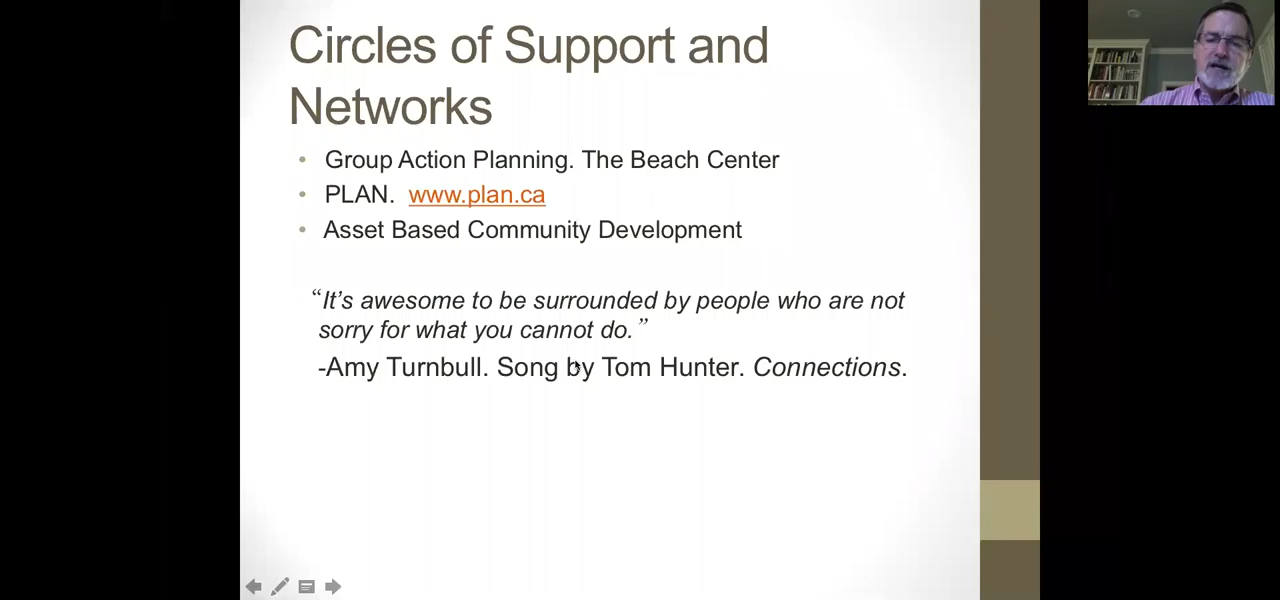 Circles of Support and
Networks
• Group Action Planning. The Beach Center
• PLAN. www.plan.ca
• Asset Based Community Development
“It’s awesome to be surrounded by people who are not
sorry for what you cannot do.”
-Amy Turnbull. Song by Tom Hunter. Connections.